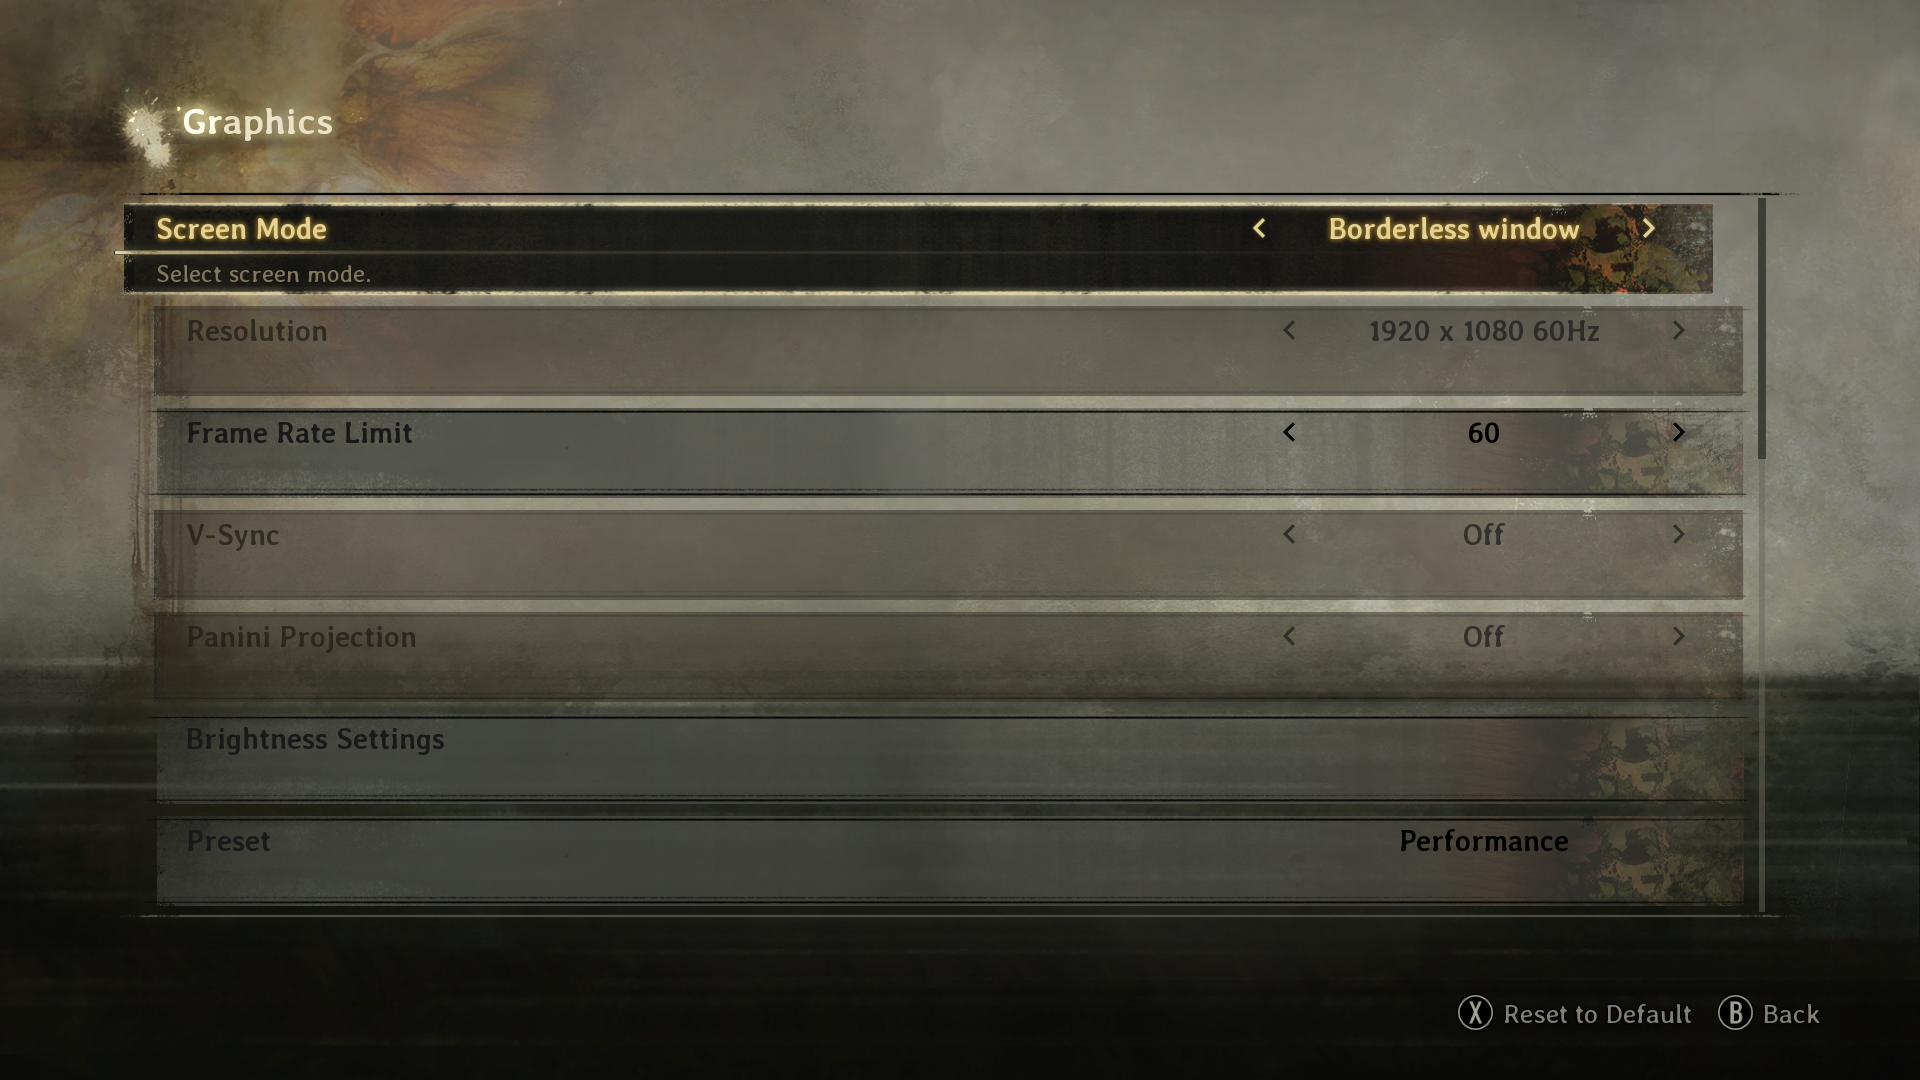 Graphics
Screen Mode Borderless window
Select screen mode.
Resolution 1920 x 1080 60Hz
Frame Rate Limit 60
V-Sync Off
Panini Projection Off
Brightness Settings
Preset Performance
X Reset to Default B Back